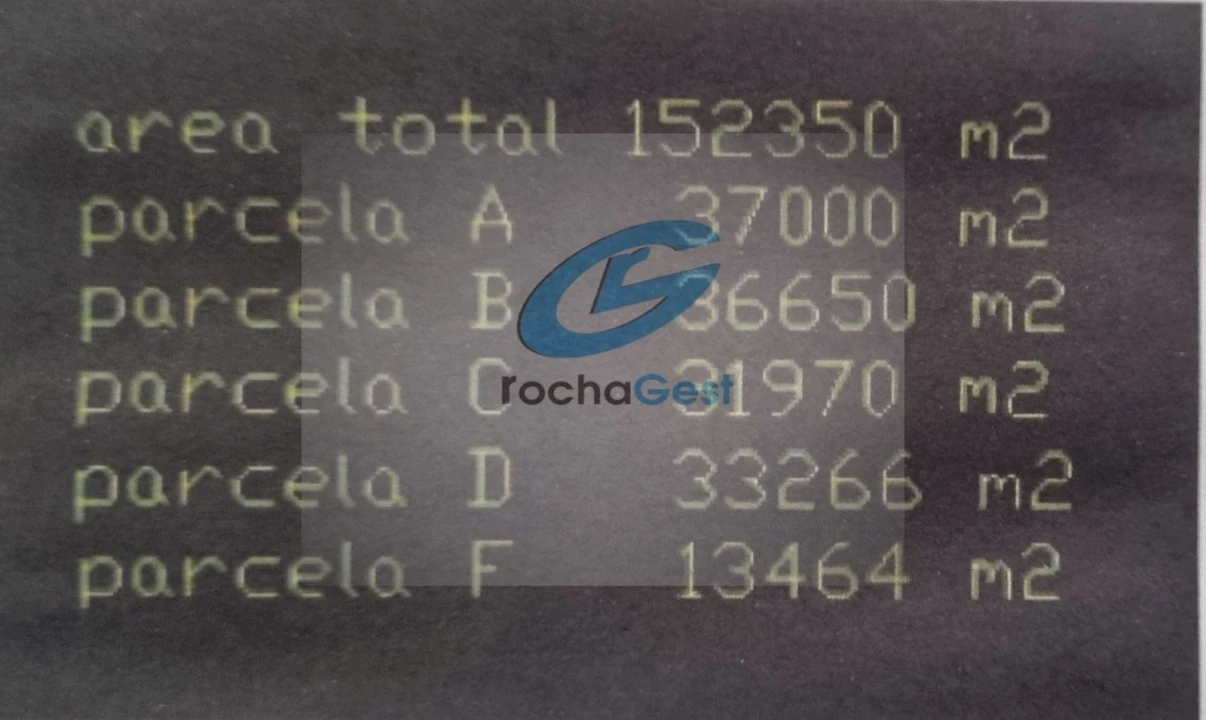 area total 152350 m2
parcela A 37000 m2
parcela B 36650 m2
parcela C 31970 m2
rochaGest
parcela D 33266 m2
parcela F 13464 m2